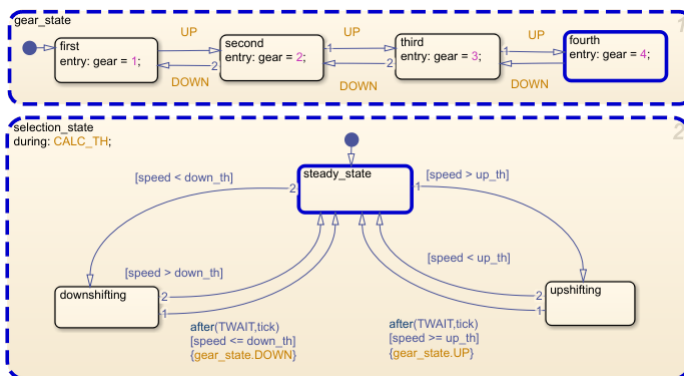 gear_state
1
UP
UP
UP
first
entry: gear = 1;
second
entry: gear = 2;
third
entry: gear = 3;
fourth
entry: gear = 4;
1
1
2
2
2
DOWN
DOWN
DOWN
selection_state
during: CALC_TH;
2
steady_state
[speed < down_th]
2
1
[speed > up_th]
[speed > down_th]
[speed < up_th]
downshifting
2
1
upshifting
2
1
after(TWAIT,tick)
[speed <= down_th]
{gear_state.DOWN}
after(TWAIT,tick)
[speed >= up_th]
{gear_state.UP}